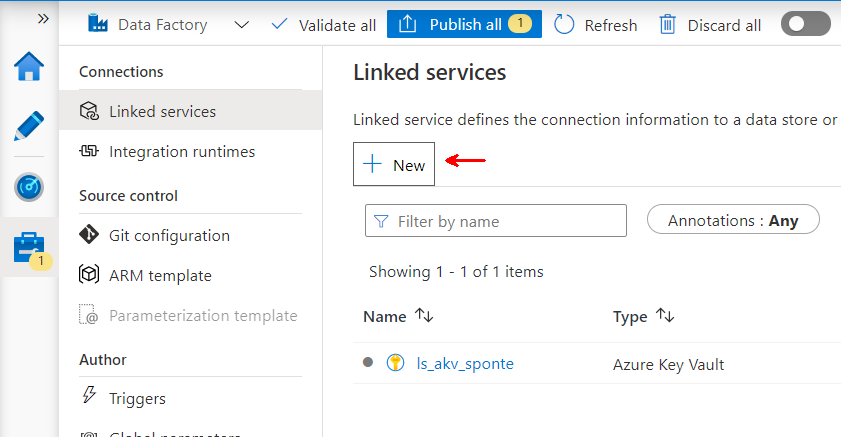 »
Data Factory
Validate all
Publish all 1
Refresh
Discard all
Connections
Linked services
Integration runtimes
Source control
Git configuration
ARM template
Parameterization template
Author
Triggers
Global parameters
1
Linked services
Linked service defines the connection information to a data store or
+ New
Filter by name
Annotations : Any
Showing 1 - 1 of 1 items
Name
Type
ls_akv_sponte
Azure Key Vault